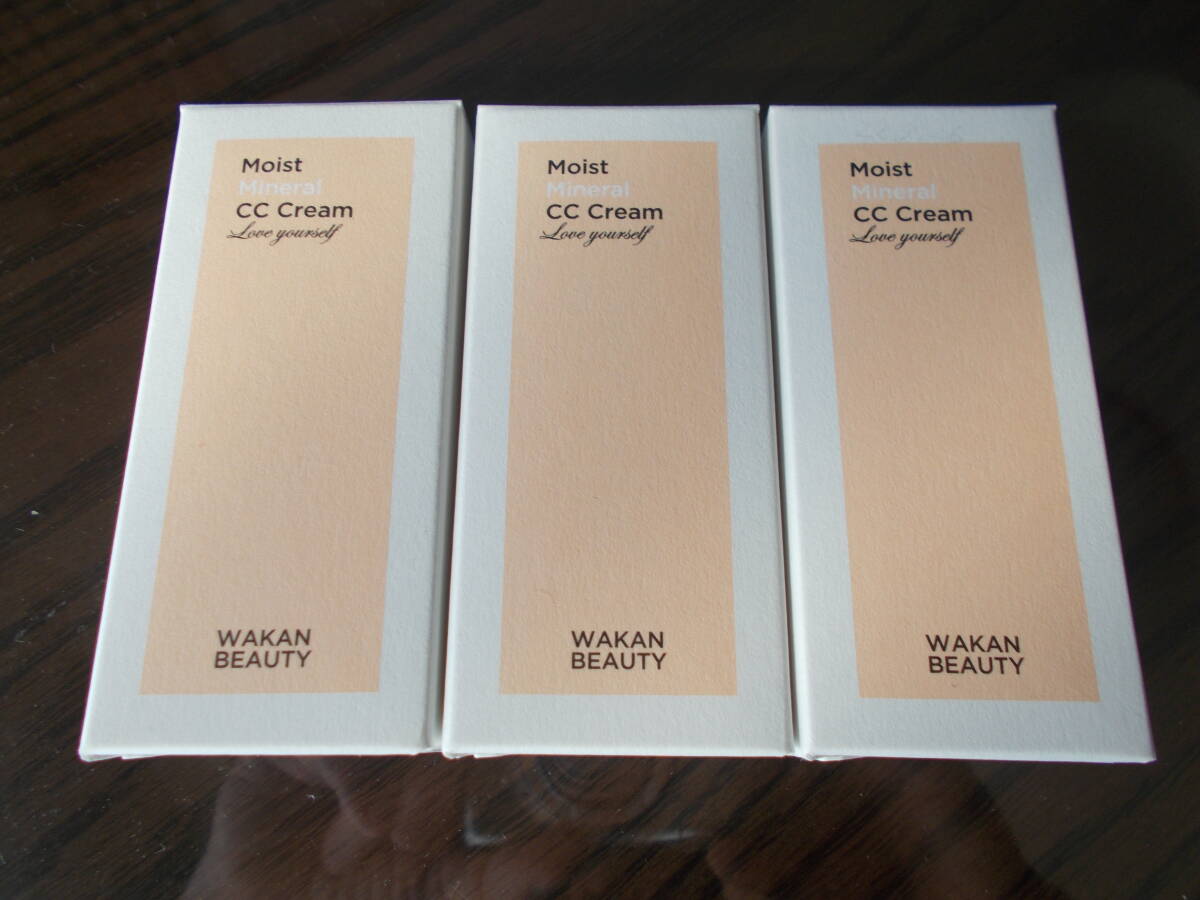 Moist
Mineral
CC Cream
Love yourself
WAKAN
BEAUTY
Moist
Mineral
CC Cream
Love yourself
WAKAN
BEAUTY
Moist
Mineral
CC Cream
Love yourself
WAKAN
BEAUTY